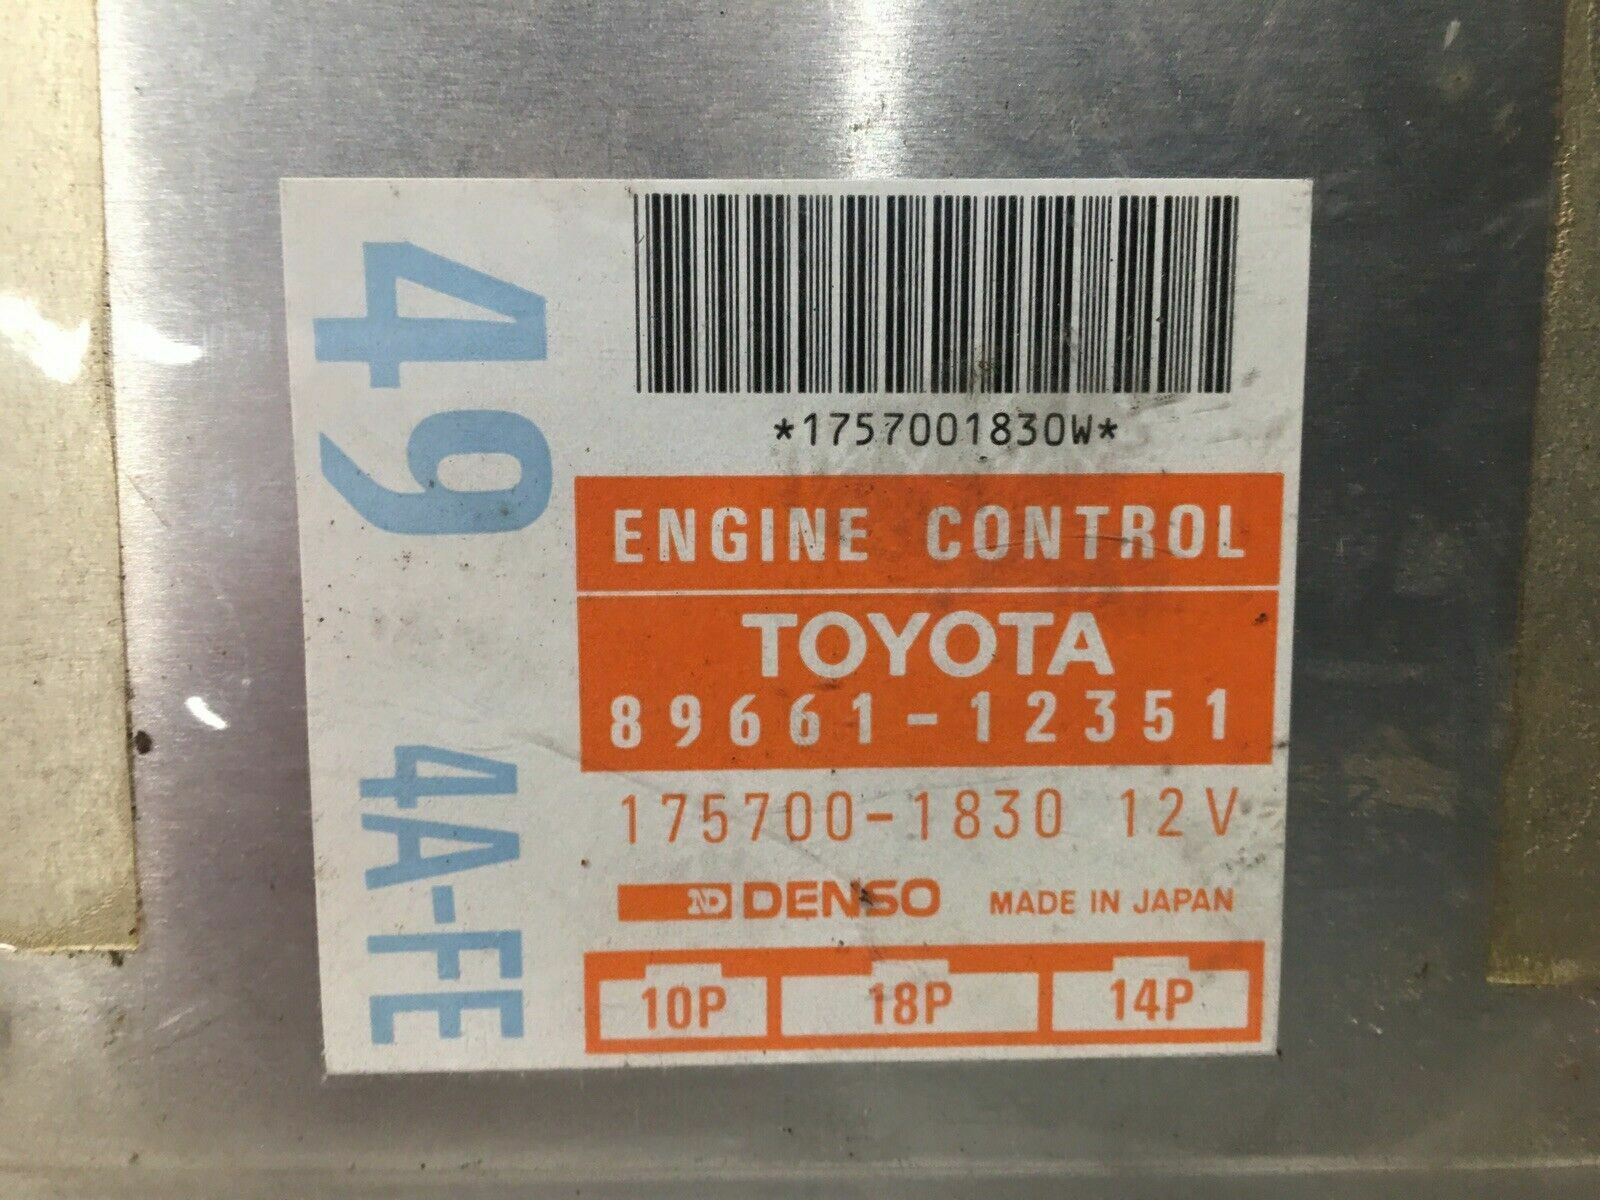 *1757001830W*
ENGINE CONTROL
TOYOTA
89661-12351
175700-1830 12V
ND DENSO MADE IN JAPAN
10P 18P 14P
49 4A-FE